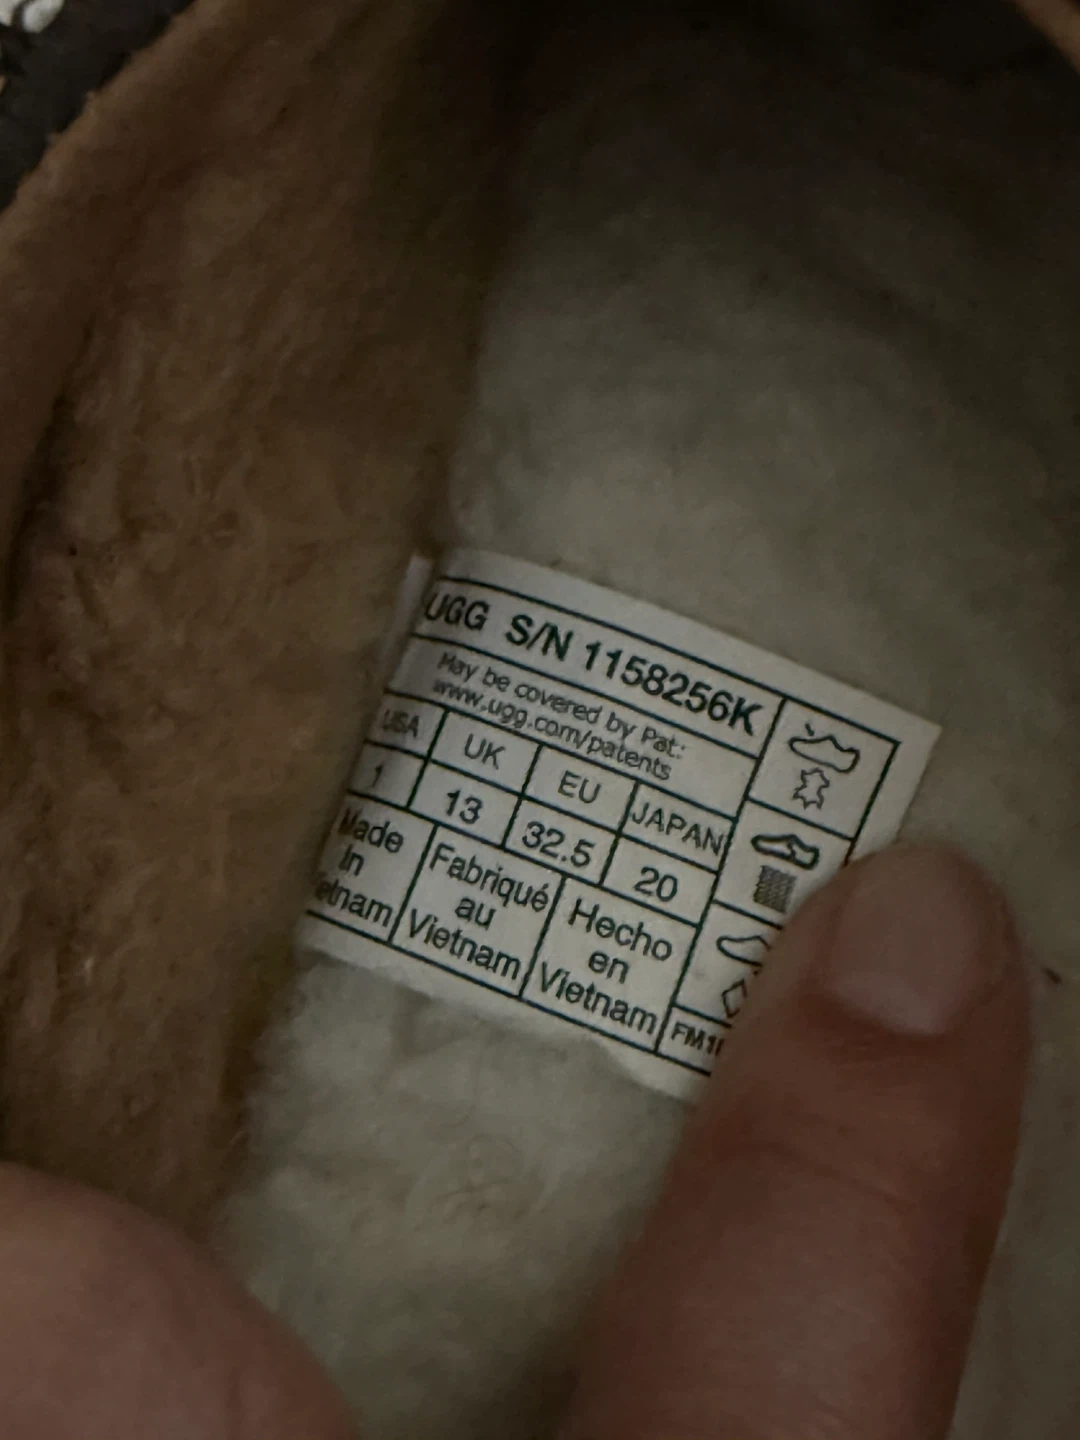 UGG S/N 1158256K
May be covered by Pat:
www.ugg.com/patents
USA UK EU JAPAN
1 13 32.5 20
Made Fabriqué Hecho
In au en
Vietnam Vietnam